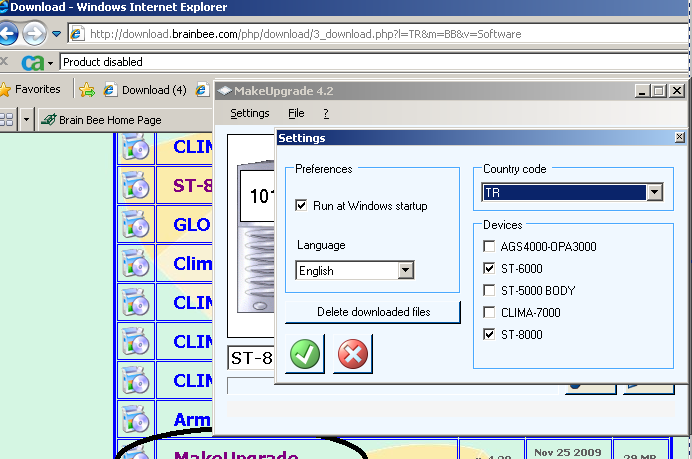 Download - Windows Internet Explorer
http://download.brainbee.com/php/download/3_download.php?l=TR&m=BB&v=Software
ca
Product disabled
Favorites
Download (4)
Brain Bee Home Page
MakeUpgrade 4.2
Settings File ?
Settings
Preferences
Run at Windows startup
Language
English
Delete downloaded files
Country code
TR
Devices
AGS4000-OPA3000
ST-6000
ST-5000 BODY
CLIMA-7000
ST-8000
101
ST-8
CLIM
ST-8
GLO
Clim
CLIM
CLIM
CLIM
Arm
MakeUpgrade
Nov 25 2009
29 MB